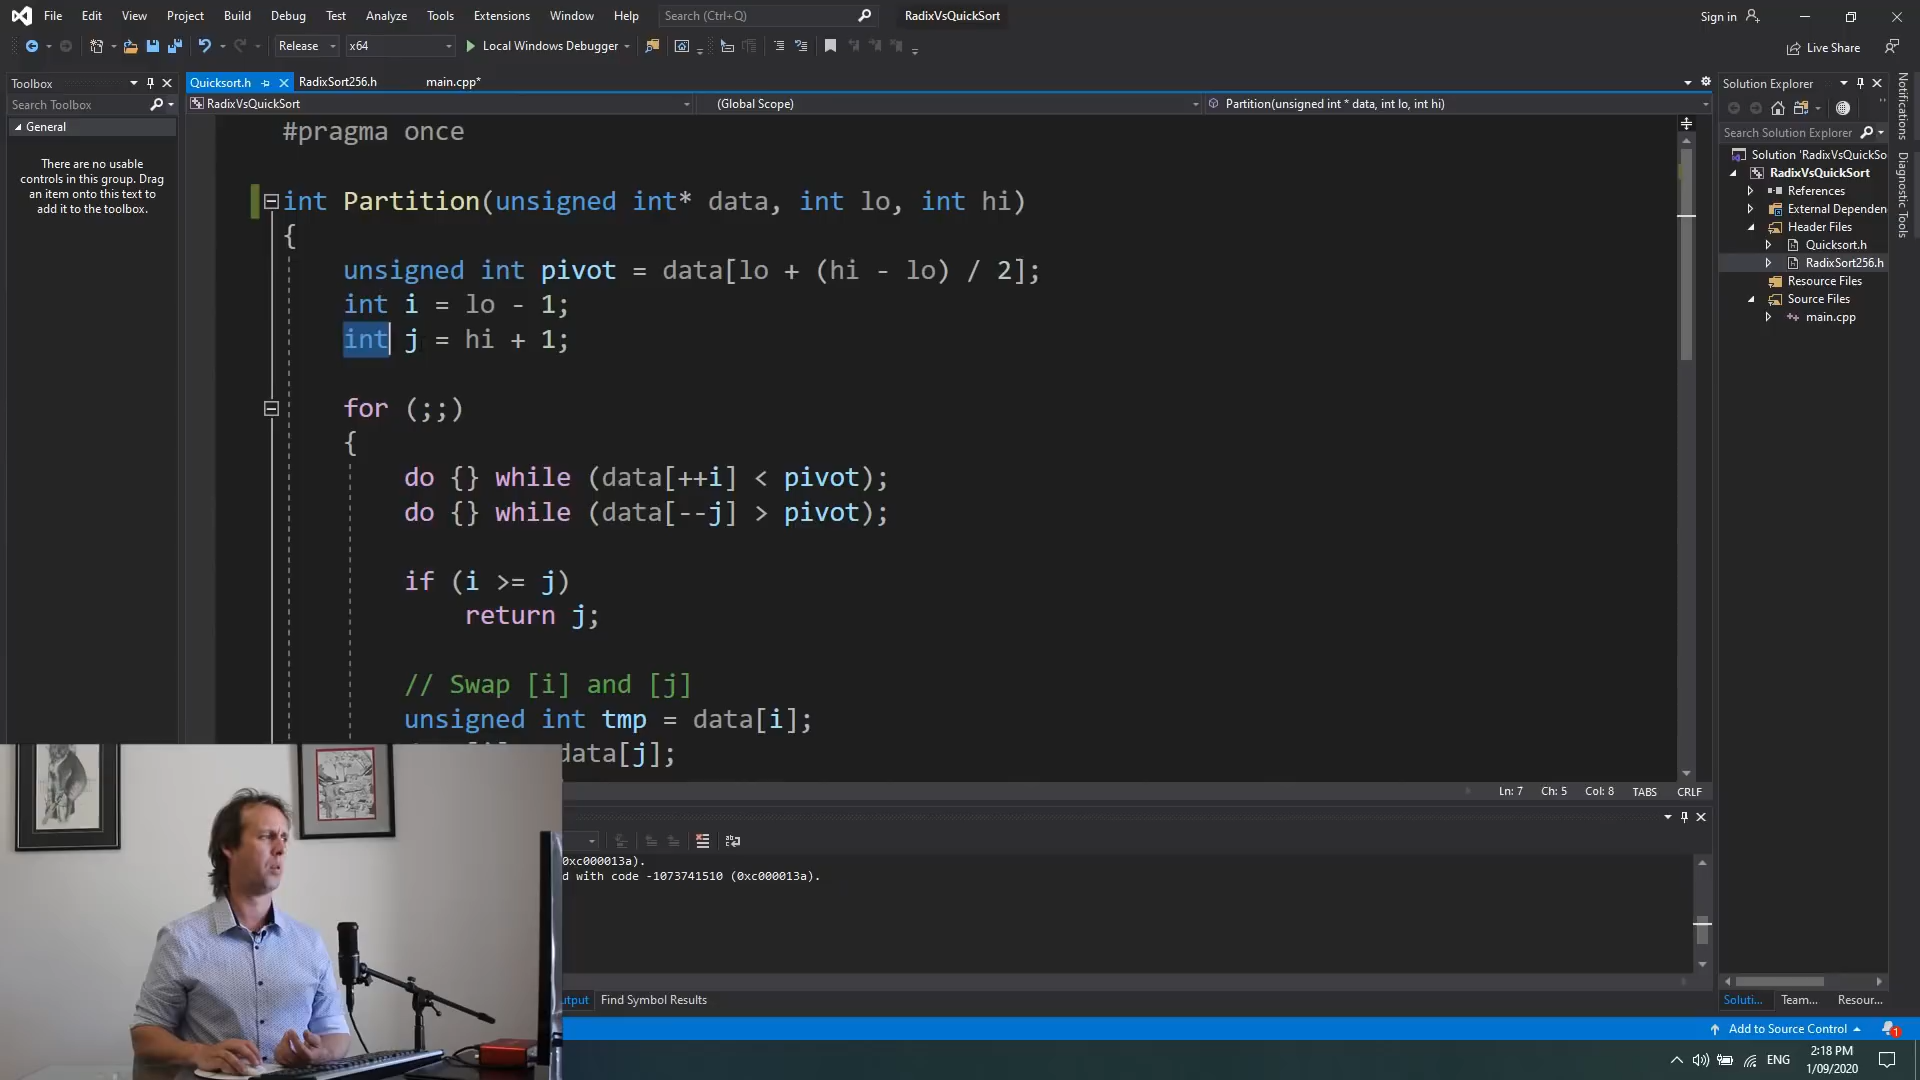 File Edit View Project Build Debug Test Analyze Tools Extensions Window Help Search (Ctrl+Q) RadixVsQuickSort Sign in
Release x64 Local Windows Debugger Live Share
Toolbox
Search Toolbox
General
There are no usable
controls in this group. Drag
an item onto this text to
add it to the toolbox.
Quicksort.h RadixSort256.h main.cpp*
RadixVsQuickSort (Global Scope) Partition(unsigned int * data, int lo, int hi)
#pragma once
int Partition(unsigned int* data, int lo, int hi)
{
unsigned int pivot = data[lo + (hi - lo) / 2];
int i = lo - 1;
int j = hi + 1;
for (;;)
{
do {} while (data[++i] < pivot);
do {} while (data[--j] > pivot);
if (i >= j)
return j;
// Swap [i] and [j]
unsigned int tmp = data[i];
data[j];
Ln: 7 Ch: 5 Col: 8 TABS CRLF
(0xc000013a).
d with code -1073741510 (0xc000013a).
utput Find Symbol Results
Solution Explorer
Search Solution Explorer
Solution 'RadixVsQuickSo
RadixVsQuickSort
References
External Dependen
Header Files
Quicksort.h
RadixSort256.h
Resource Files
Source Files
main.cpp
Soluti... Team... Resour...
Notifications
Diagnostic Tools
Add to Source Control 1
ENG
2:18 PM
1/09/2020